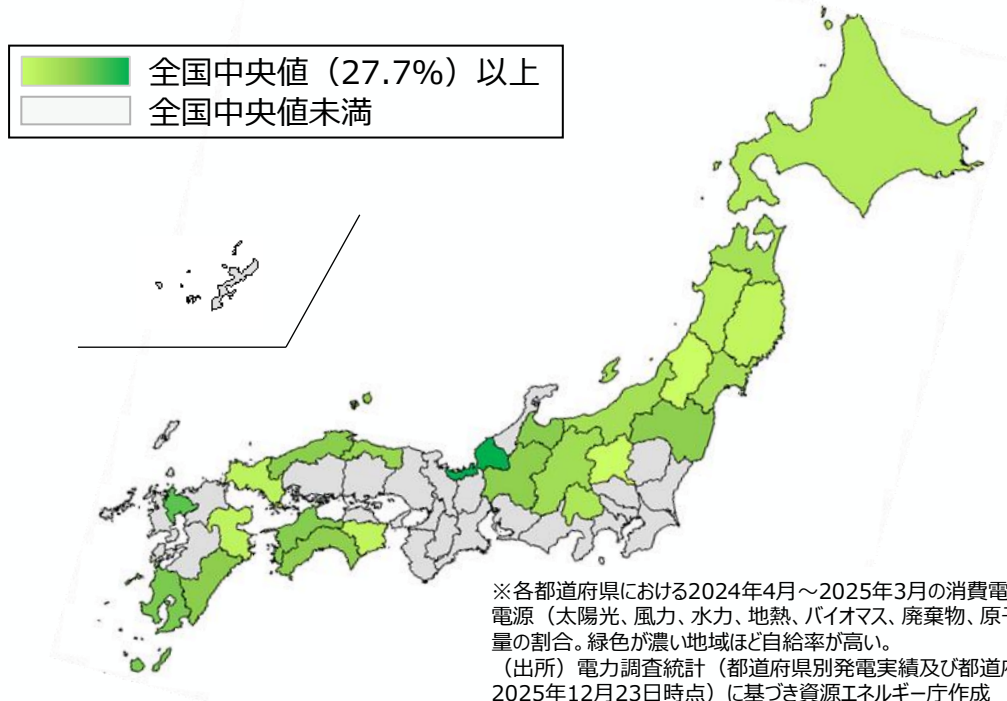 全国中央値（27.7%）以上
全国中央値未満
※各都道府県における2024年4月～2025年3月の消費電
電源（太陽光、風力、水力、地熱、バイオマス、廃棄物、原子
量の割合。緑色が濃い地域ほど自給率が高い。
（出所）電力調査統計（都道府県別発電実績及び都道府
2025年12月23日時点）に基づき資源エネルギー庁作成